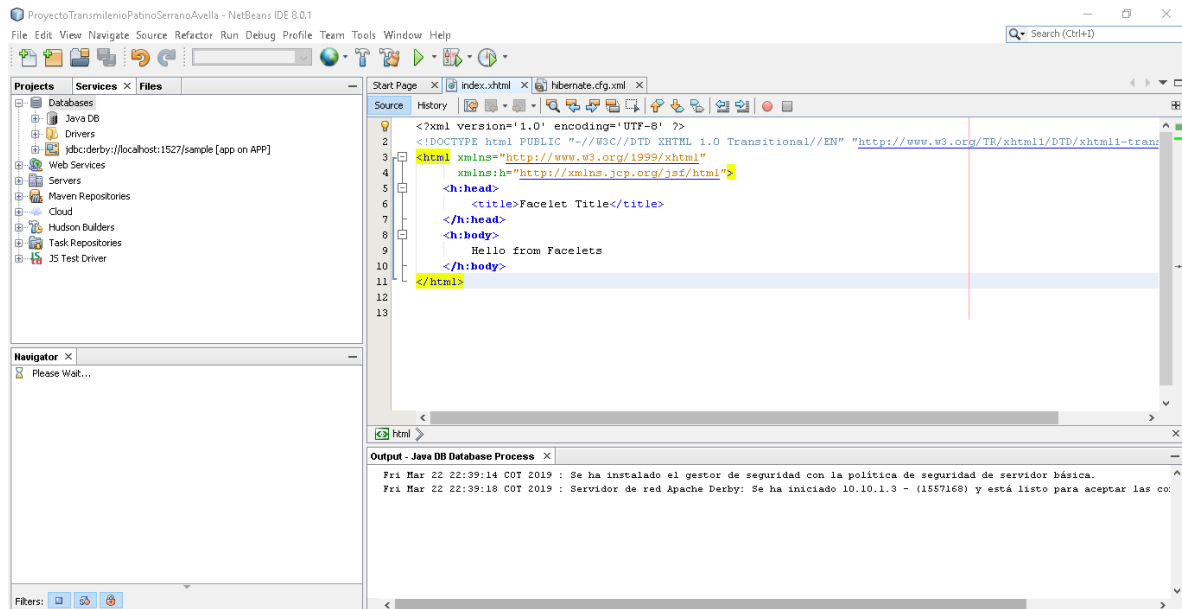 ProyectoTransmilenioPatinoSerranoAvella - NetBeans IDE 8.0.1
File Edit View Navigate Source Refactor Run Debug Profile Team Tools Window Help
Search (Ctrl+I)
Projects Services Files
Databases
Java DB
Drivers
jdbc:derby://localhost:1527/sample [app on APP]
Web Services
Servers
Maven Repositories
Cloud
Hudson Builders
Task Repositories
JS Test Driver
Navigator
Please Wait...
Filters:
Start Page index.xhtml hibernate.cfg.xml
Source History
<?xml version='1.0' encoding='UTF-8' ?>
2 <!DOCTYPE html PUBLIC "-//W3C//DTD XHTML 1.0 Transitional//EN" "http://www.w3.org/TR/xhtml1/DTD/xhtml1-trans
3 <html xmlns="http://www.w3.org/1999/xhtml"
4 xmlns:h="http://xmlns.jcp.org/jsf/html">
5 <h:head>
6 <title>Facelet Title</title>
7 </h:head>
8 <h:body>
9 Hello from Facelets
10 </h:body>
11 </html>
12
13
html
Output - Java DB Database Process
Fri Mar 22 22:39:14 COT 2019 : Se ha instalado el gestor de seguridad con la política de seguridad de servidor básica.
Fri Mar 22 22:39:18 COT 2019 : Servidor de red Apache Derby: Se ha iniciado 10.10.1.3 - (1557168) y está listo para aceptar las